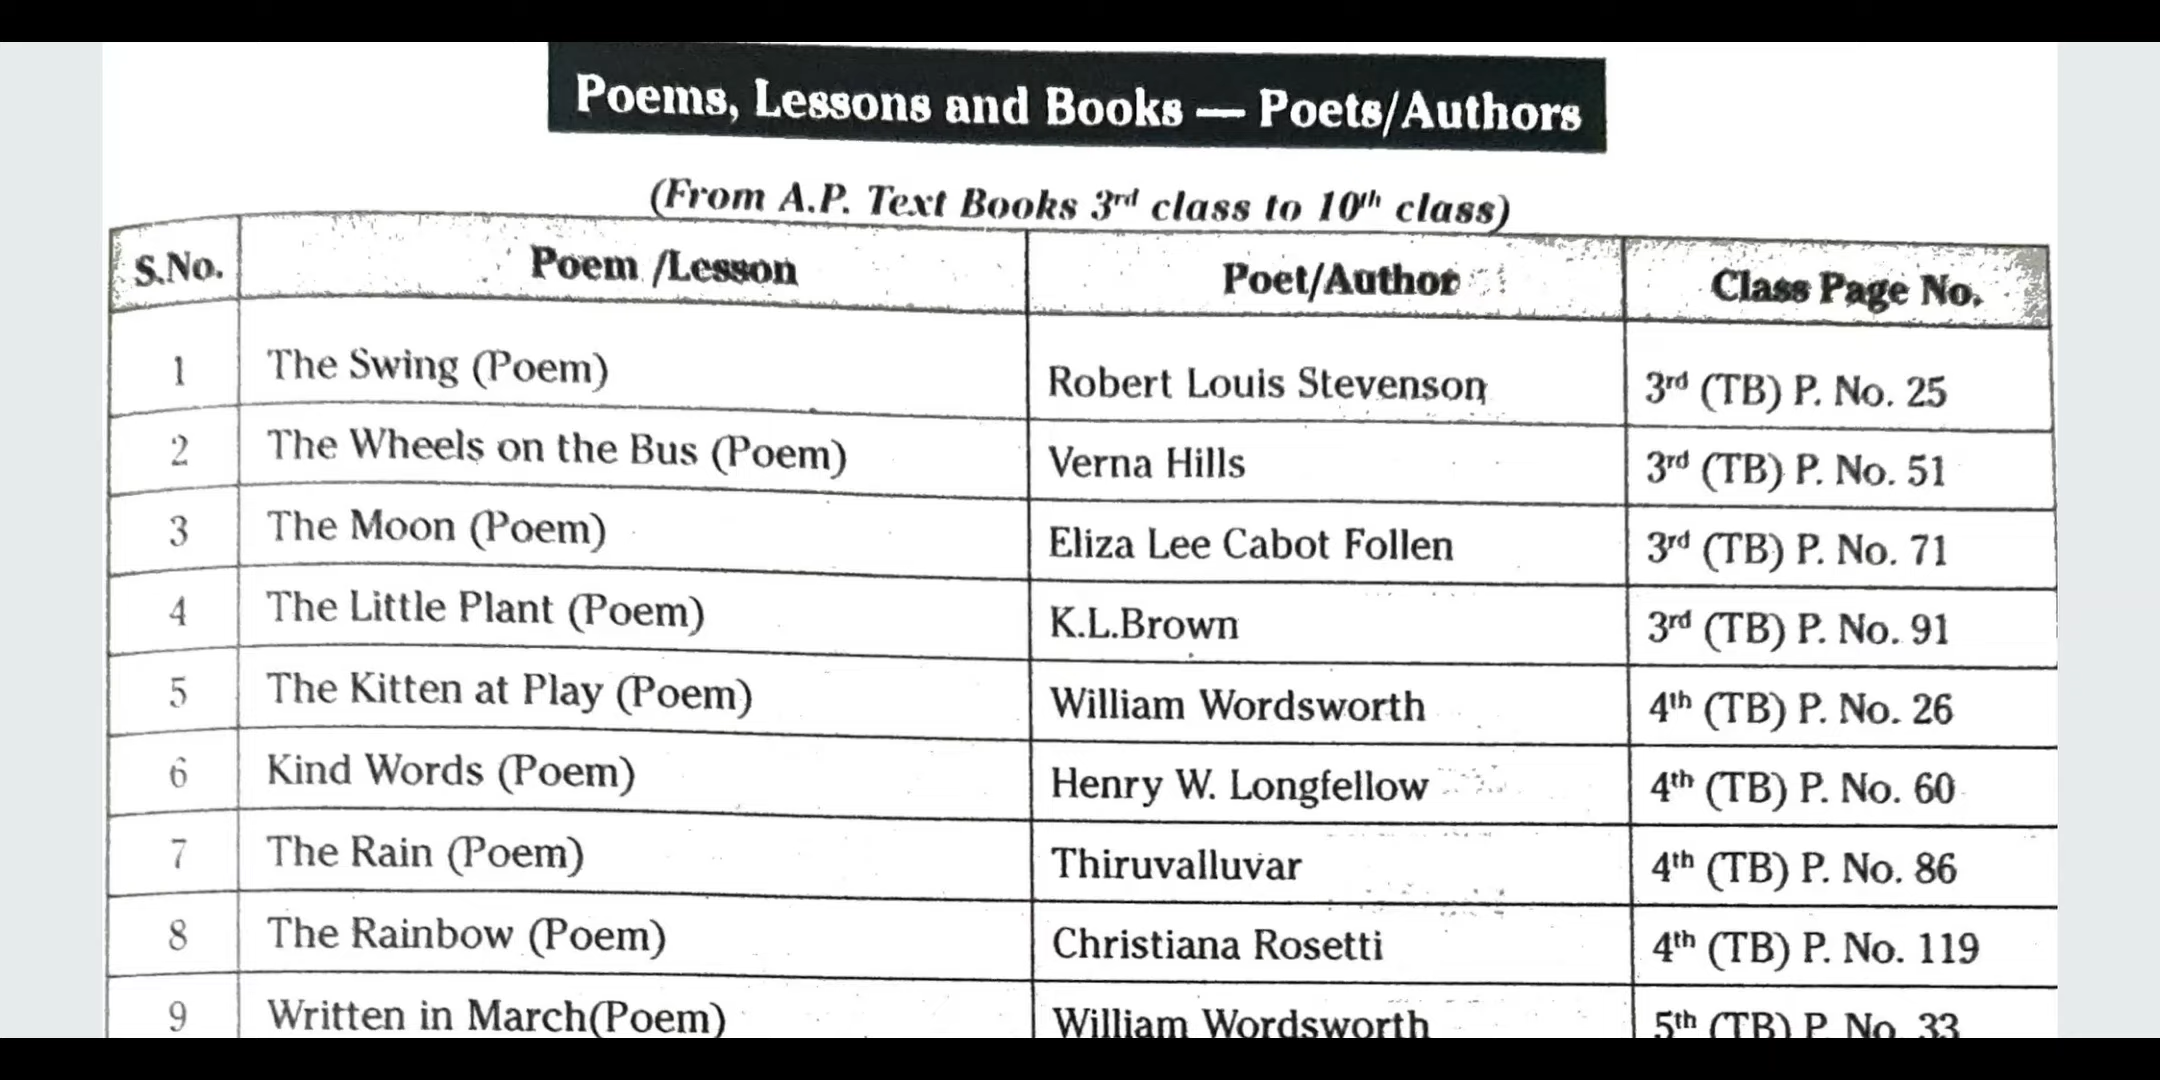 Poems, Lessons and Books — Poets/Authors
(From A.P. Text Books 3rd class to 10th class)
S.No. Poem /Lesson Poet/Author Class Page No.
1 The Swing (Poem) Robert Louis Stevenson 3rd (TB) P. No. 25
2 The Wheels on the Bus (Poem) Verna Hills 3rd (TB) P. No. 51
3 The Moon (Poem) Eliza Lee Cabot Follen 3rd (TB) P. No. 71
4 The Little Plant (Poem) K.L.Brown 3rd (TB) P. No. 91
5 The Kitten at Play (Poem) William Wordsworth 4th (TB) P. No. 26
6 Kind Words (Poem) Henry W. Longfellow 4th (TB) P. No. 60
7 The Rain (Poem) Thiruvalluvar 4th (TB) P. No. 86
8 The Rainbow (Poem) Christiana Rosetti 4th (TB) P. No. 119
9 Written in March(Poem) William Wordsworth 5th (TB) P. No. 33